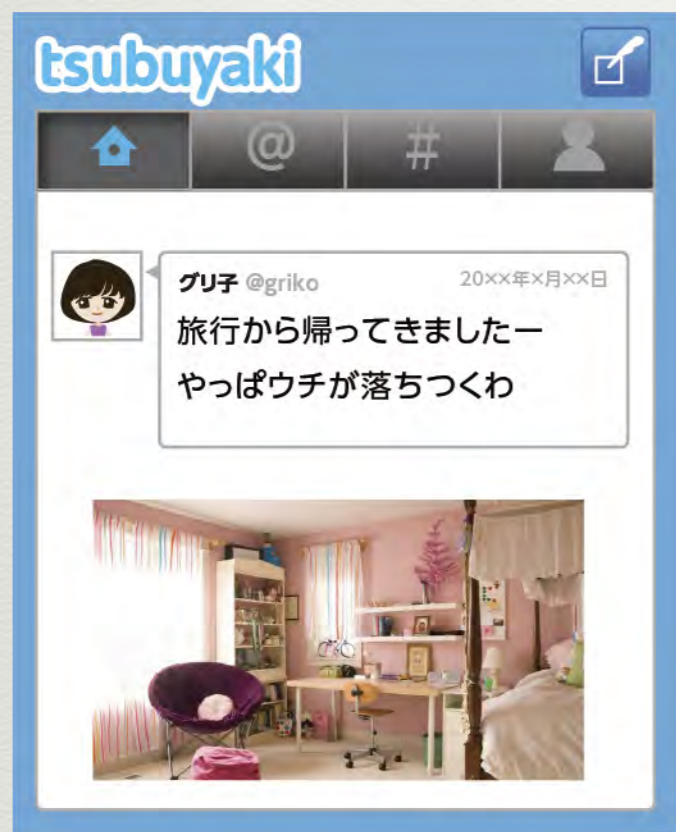 tsubuyaki
@
#
グリ子 @griko 20××年×月××日
旅行から帰ってきましたー
やっぱウチが落ちつくわ